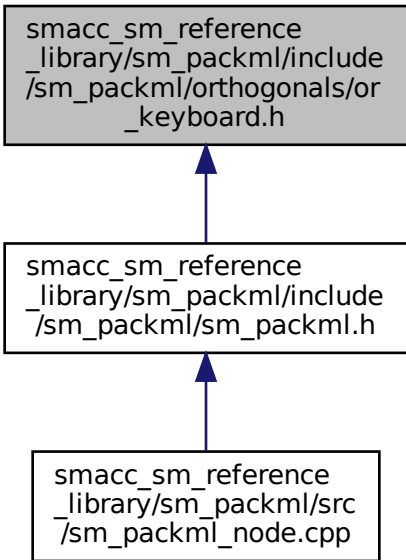 smacc_sm_reference
_library/sm_packml/include
/sm_packml/orthogonals/or
_keyboard.h
smacc_sm_reference
_library/sm_packml/include
/sm_packml/sm_packml.h
smacc_sm_reference
_library/sm_packml/src
/sm_packml_node.cpp